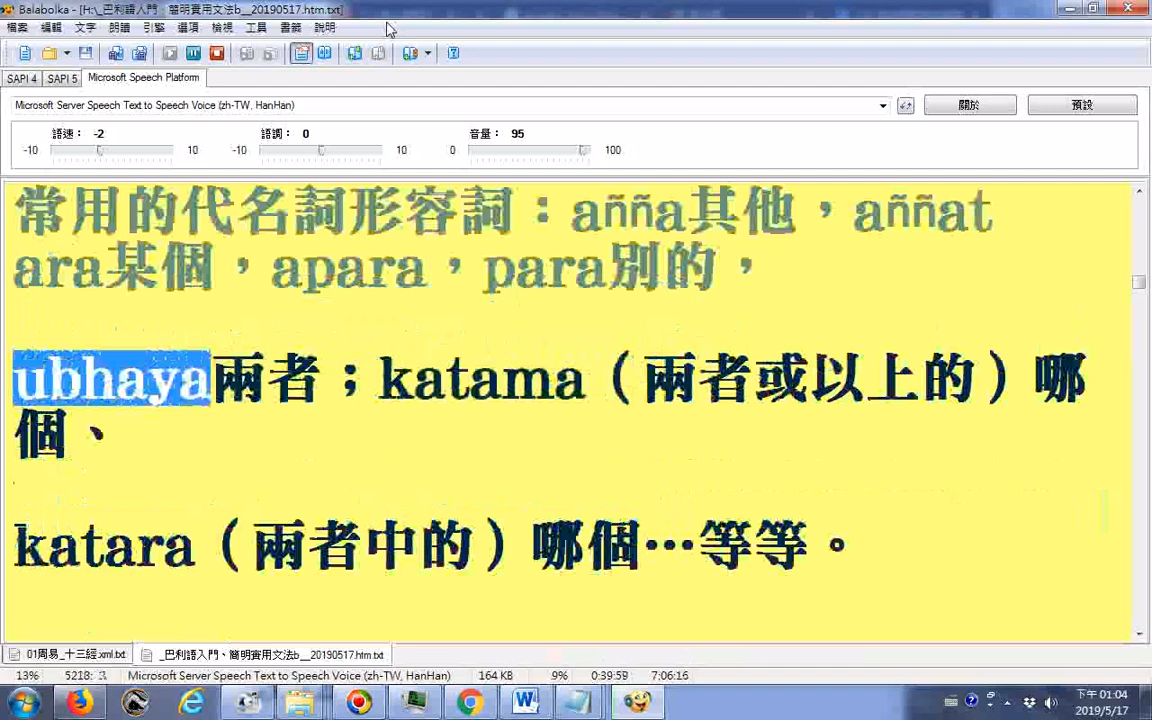 Balabolka - [H:\_巴利語入門﹑簡明實用文法b__20190517.htm.txt]
檔案 編輯 文字 朗讀 引擎 選項 檢視 工具 書籤 說明
SAPI 4 SAPI 5 Microsoft Speech Platform
Microsoft Server Speech Text to Speech Voice (zh-TW, HanHan) 關於 預設
語速： -2 語調： 0 音量： 95
-10 10 -10 10 0 100
常用的代名詞形容詞：añña其他，aññat
ara某個，apara，para別的，
ubhaya兩者；katama（兩者或以上的）哪
個、
katara（兩者中的）哪個…等等。
01周易_十三經.xml.txt _巴利語入門﹑簡明實用文法b__20190517.htm.txt
13% 5218: Microsoft Server Speech Text to Speech Voice (zh-TW, HanHan) 164 KB 9% 0:39:59 7:06:16
下午 01:04
2019/5/17